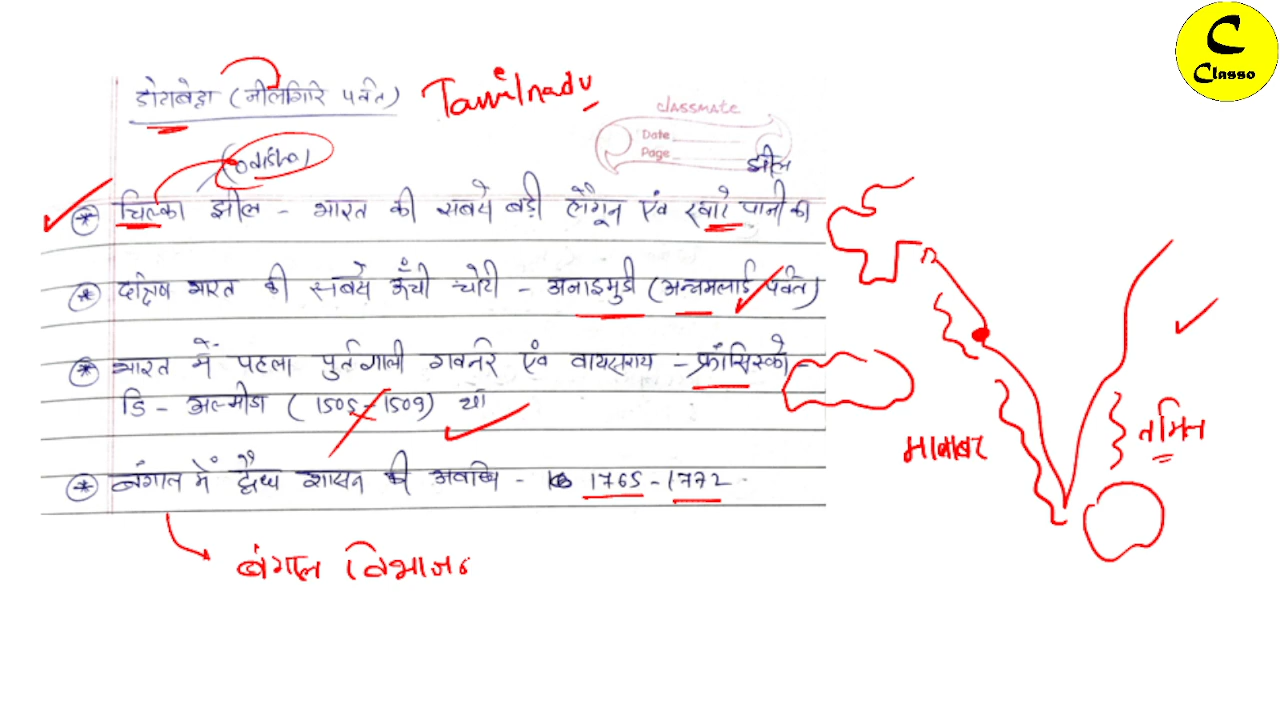 C
Classo
डोडाबेट्टा (नीलगिरि पर्वत) Tamilnadu
classmate
Date
Page
(Odisha)
झील
चिल्का झील - भारत की सबसे बड़ी लैगून एवं खारे पानी की
दक्षिण भारत की सबसे ऊँची चोटी - अनाइमुडी (अन्नामलाई पर्वत)
भारत में पहला पुर्तगाली गवर्नर एवं वायसराय - फ्रांसिस्को -
डि - अल्मीडा (1505-1509) था
बंगाल में द्वैध शासन की अवधि - 1765 - 1772
बंगाल विभाजन
मालाबार
तमिल